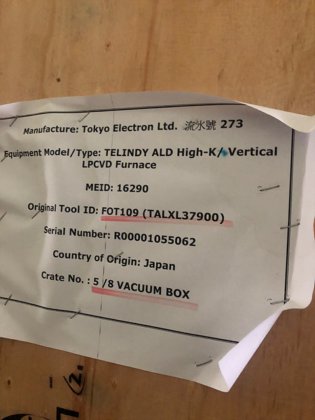 Manufacture: Tokyo Electron Ltd. 流水號 273
Equipment Model/Type: TELINDY ALD High-K/Vertical
LPCVD Furnace
MEID: 16290
Original Tool ID: FOT109 (TALXL37900)
Serial Number: R00001055062
Country of Origin: Japan
Crate No. : 5 /8 VACUUM BOX